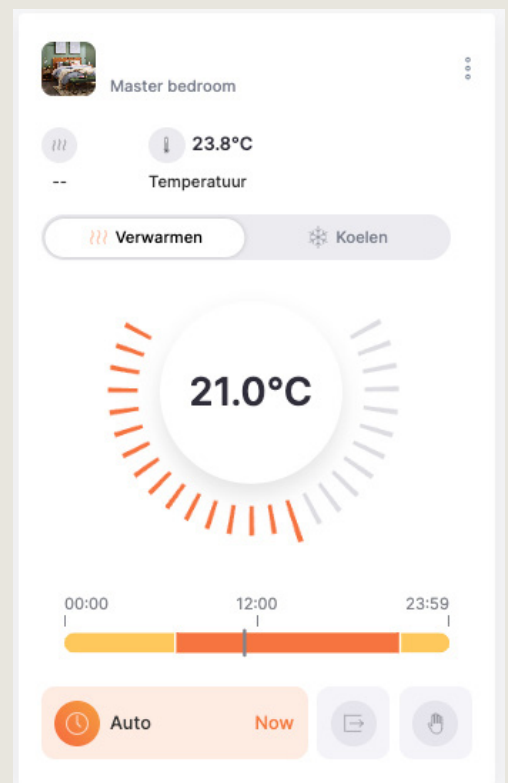 Master bedroom
23.8°C
--
Temperatuur
Verwarmen
Koelen
21.0°C
00:00
12:00
23:59
Auto
Now